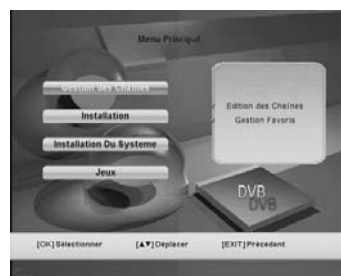 Menu Principal
Gestion des Chaînes
Installation
Installation Du Systeme
Jeux
Edition des Chaînes
Gestion Favoris
DVB
DVB
[OK] Sélectionner [▲▼] Déplacer [EXIT] Précédant